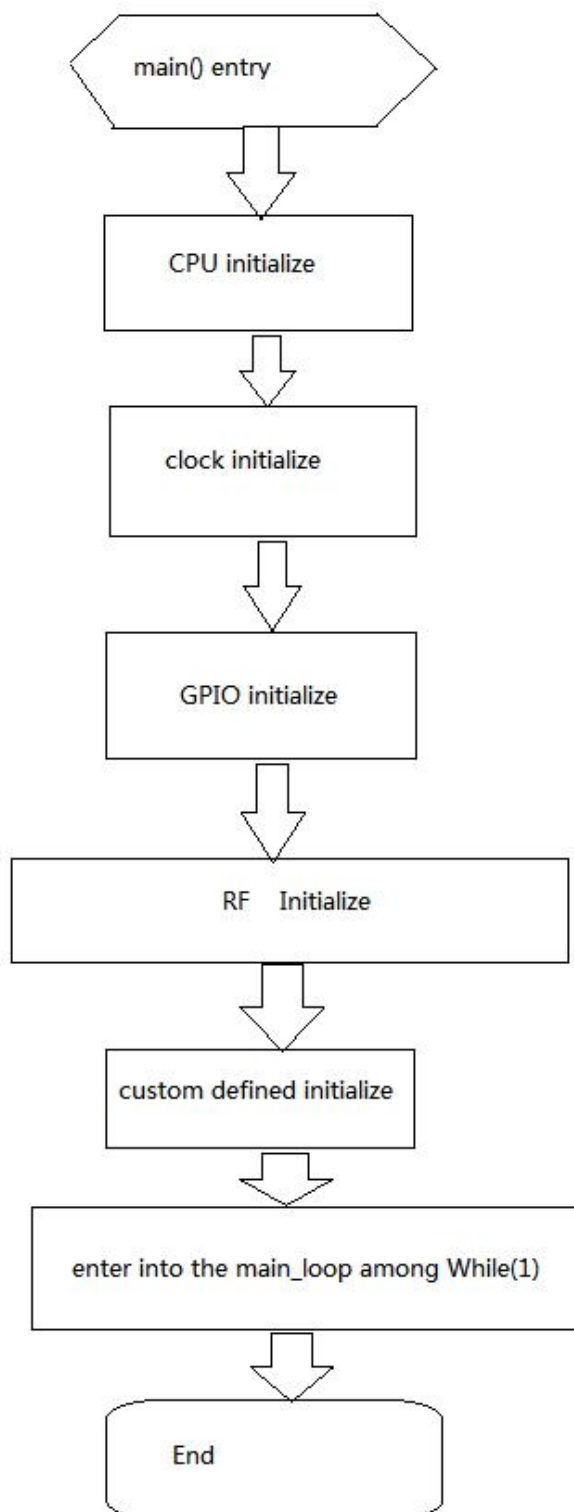 main() entry
CPU initialize
clock initialize
GPIO initialize
RF Initialize
custom defined initialize
enter into the main_loop among While(1)
End